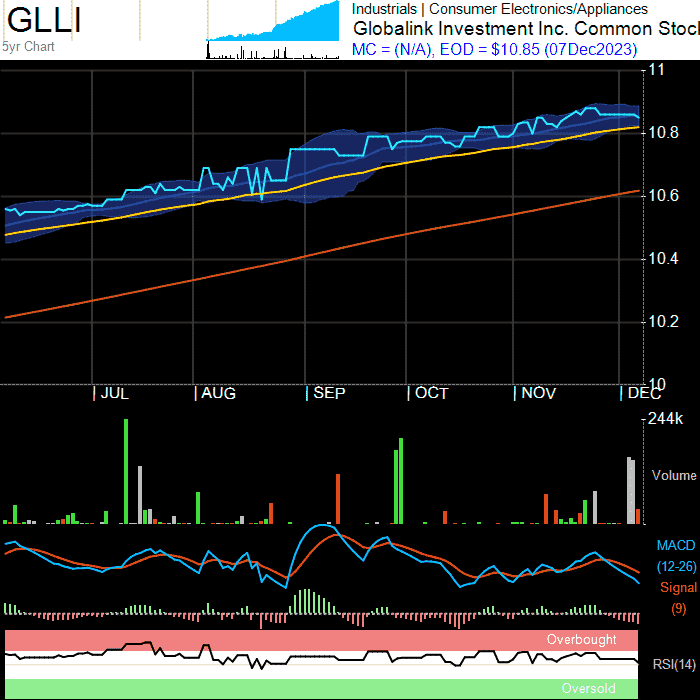 GLLI
5yr Chart
Industrials | Consumer Electronics/Appliances
Globalink Investment Inc. Common Stoc
MC = (N/A), EOD = $10.85 (07Dec2023)
11
10.8
10.6
10.4
10.2
10
JUL AUG SEP OCT NOV DEC
244k
Volume
MACD
(12-26)
Signal
(9)
Overbought
RSI(14)
Oversold